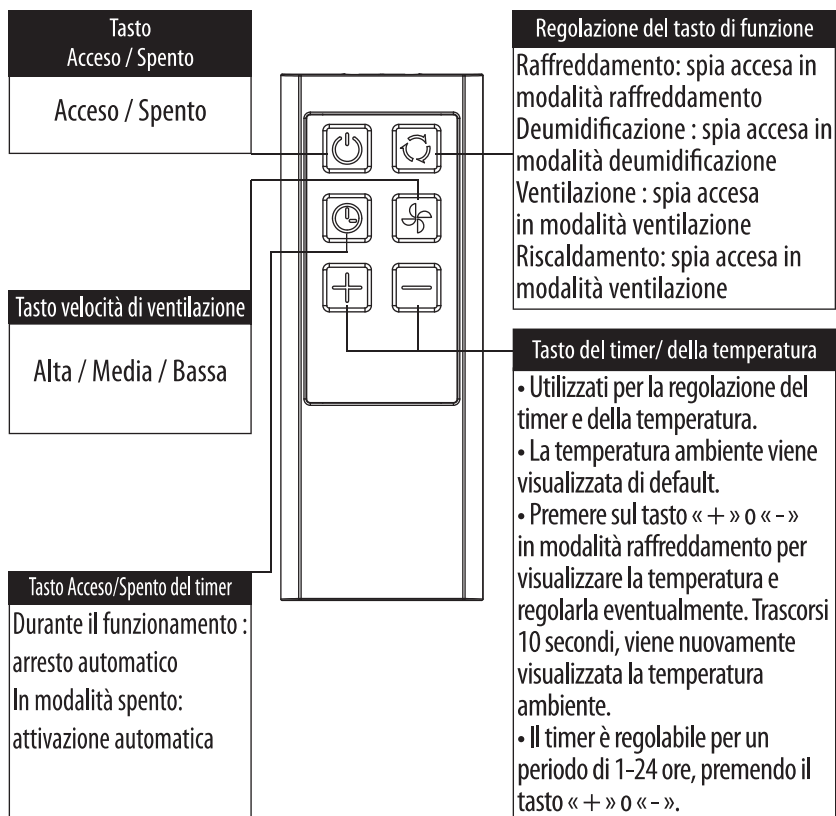 Tasto
Acceso / Spento
Acceso / Spento
Tasto velocità di ventilazione
Alta / Media / Bassa
Tasto Acceso/Spento del timer
Durante il funzionamento :
arresto automatico
In modalità spento:
attivazione automatica
Regolazione del tasto di funzione
Raffreddamento: spia accesa in
modalità raffreddamento
Deumidificazione : spia accesa in
modalità deumidificazione
Ventilazione : spia accesa
in modalità ventilazione
Riscaldamento: spia accesa in
modalità ventilazione
Tasto del timer/ della temperatura
• Utilizzati per la regolazione del
timer e della temperatura.
• La temperatura ambiente viene
visualizzata di default.
• Premere sul tasto « + » o « - »
in modalità raffreddamento per
visualizzare la temperatura e
regolarla eventualmente. Trascorsi
10 secondi, viene nuovamente
visualizzata la temperatura
ambiente.
• Il timer è regolabile per un
periodo di 1-24 ore, premendo il
tasto « + » o « - ».